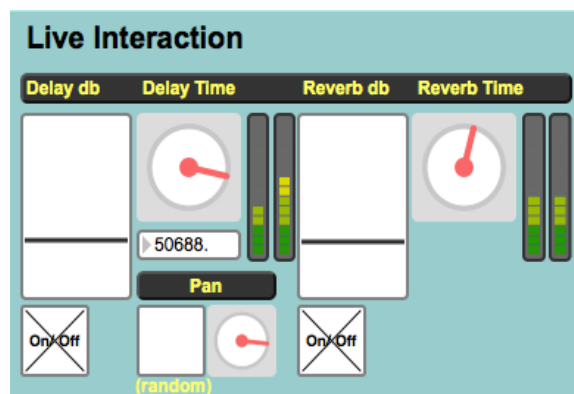 Live Interaction
Delay db Delay Time Reverb db Reverb Time
50688.
Pan
On/Off On/Off
(random)